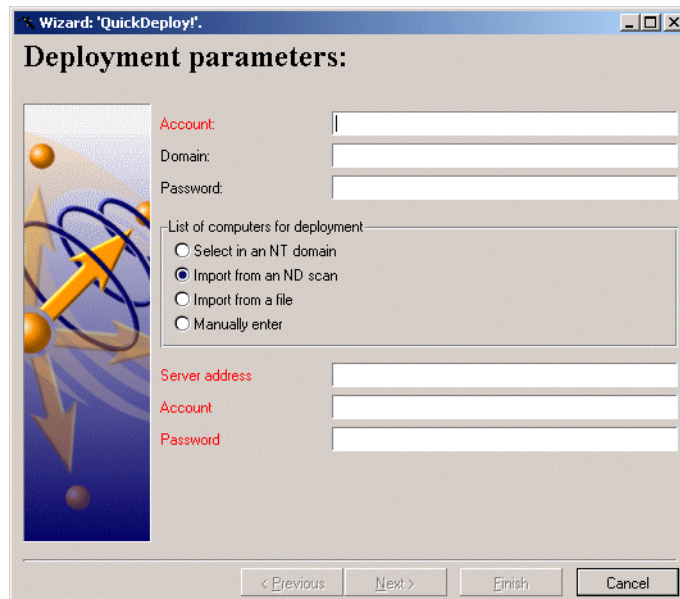 Wizard: 'QuickDeploy!'.
Deployment parameters:
Account:
Domain:
Password:
List of computers for deployment
Select in an NT domain
Import from an ND scan
Import from a file
Manually enter
Server address
Account
Password
< Previous
Next >
Finish
Cancel